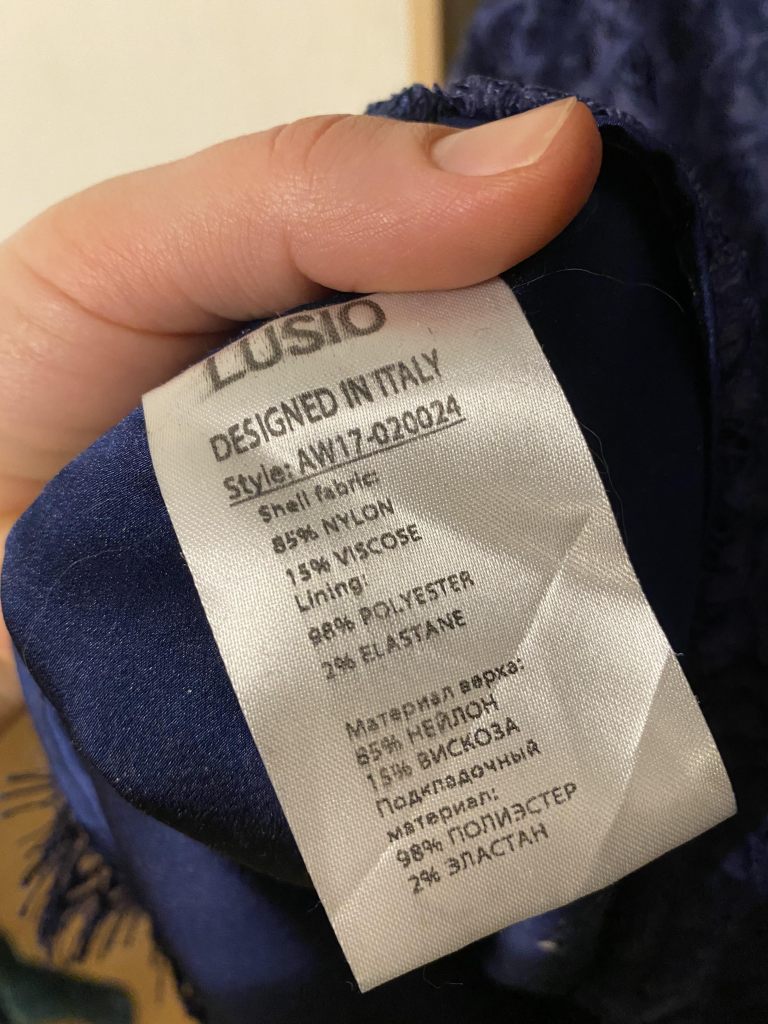 LUSIO
DESIGNED IN ITALY
Style: AW17-020024
Shell fabric:
85% NYLON
15% VISCOSE
Lining:
98% POLYESTER
2% ELASTANE
Материал верха:
85% НЕЙЛОН
15% ВИСКОЗА
Подкладочный
материал:
98% ПОЛИЭСТЕР
2% ЭЛАСТАН